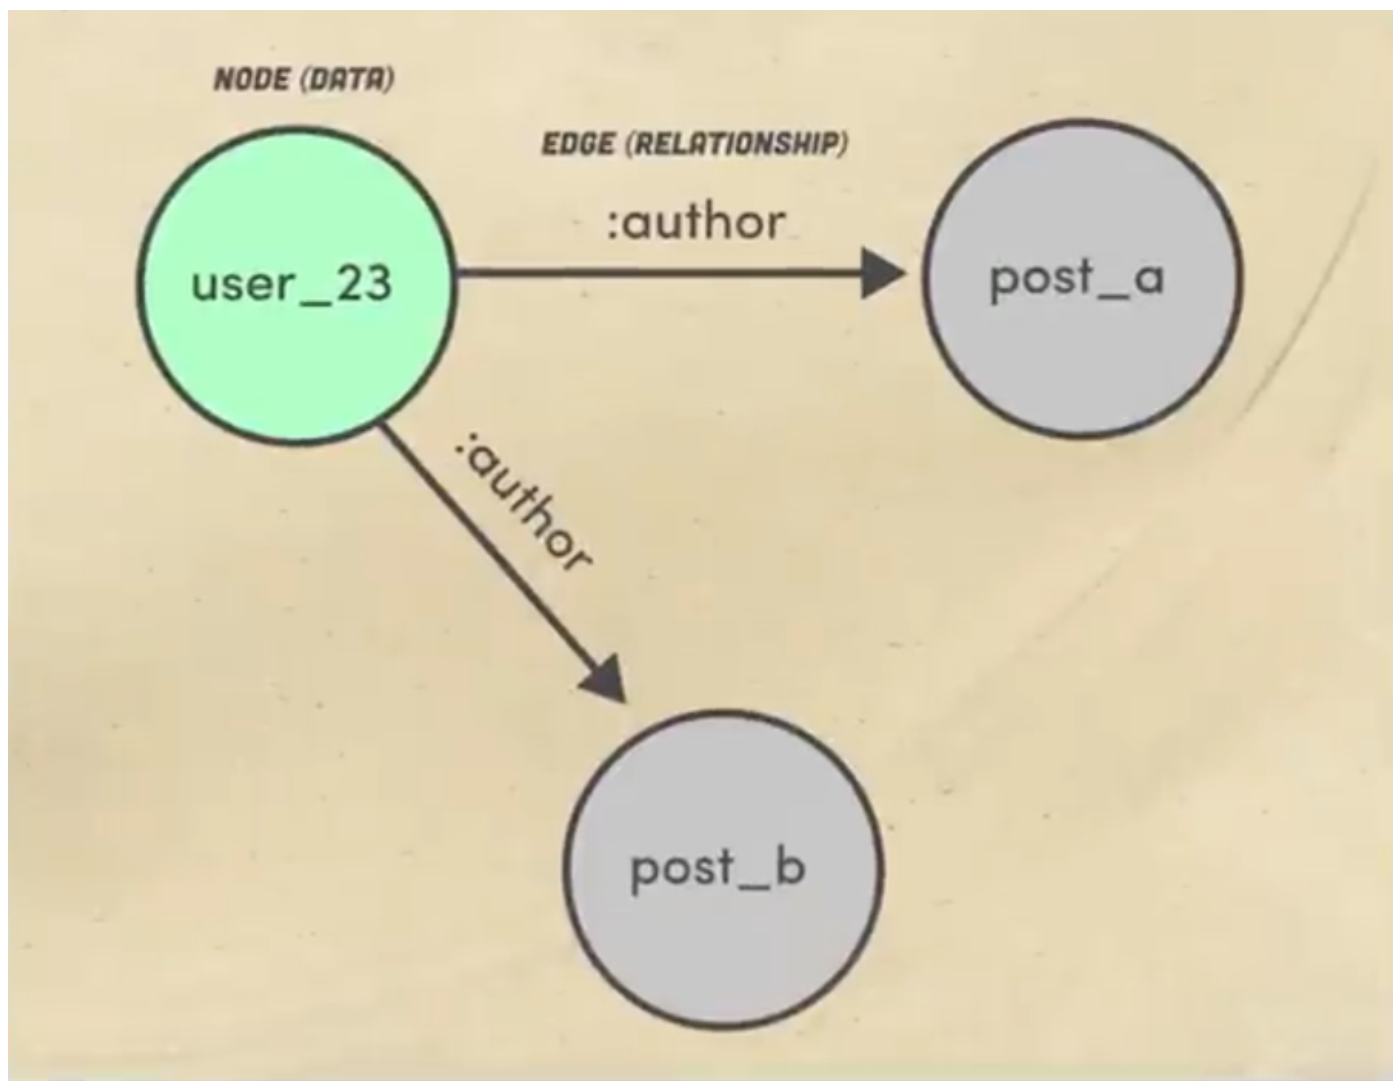 NODE (DATA)
EDGE (RELATIONSHIP)
:author
user_23
post_a
:author
post_b